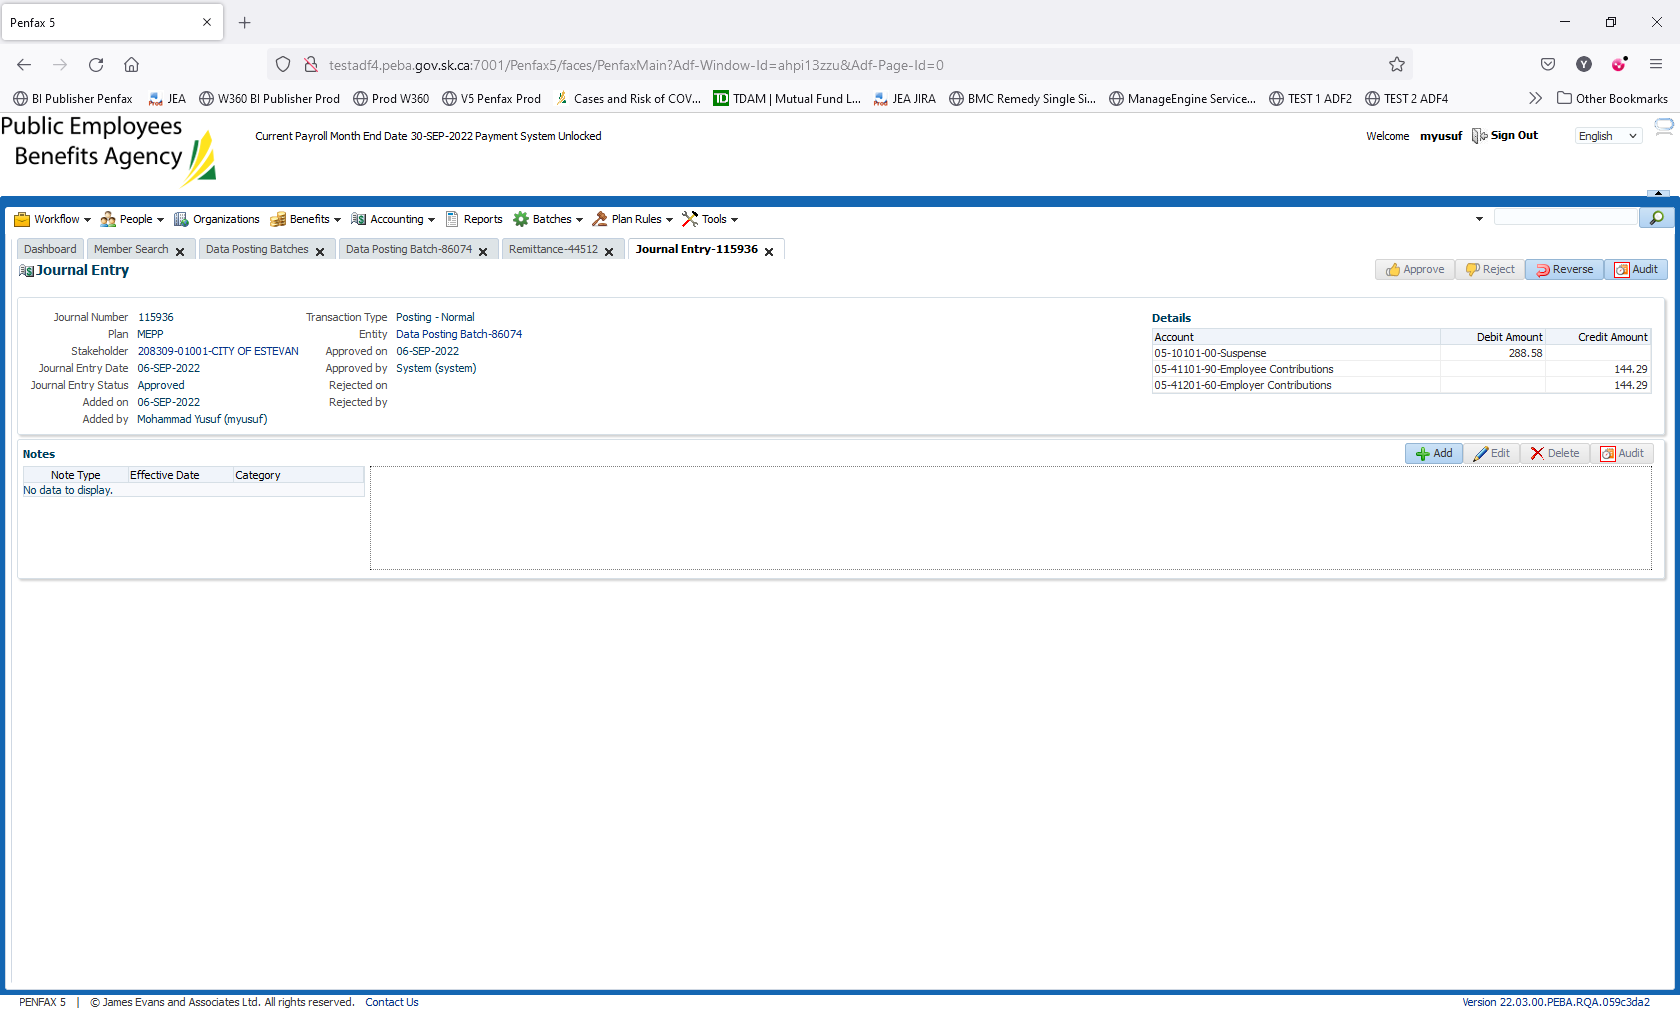 Penfax 5
testadf4.peba.gov.sk.ca:7001/Penfax5/faces/PenfaxMain?Adf-Window-Id=ahpi13zzu&Adf-Page-Id=0
Y
BI Publisher Penfax JEA W360 BI Publisher Prod Prod W360 V5 Penfax Prod Cases and Risk of COV... TDAM | Mutual Fund L... JEA JIRA BMC Remedy Single Si... ManageEngine Service... TEST 1 ADF2 TEST 2 ADF4 Other Bookmarks
Public Employees
Benefits Agency
Current Payroll Month End Date 30-SEP-2022 Payment System Unlocked
Welcome myusuf Sign Out English
Workflow People Organizations Benefits Accounting Reports Batches Plan Rules Tools
Dashboard Member Search Data Posting Batches Data Posting Batch-86074 Remittance-44512 Journal Entry-115936
Journal Entry
Approve Reject Reverse Audit
Journal Number 115936
Plan MEPP
Stakeholder 208309-01001-CITY OF ESTEVAN
Journal Entry Date 06-SEP-2022
Journal Entry Status Approved
Added on 06-SEP-2022
Added by Mohammad Yusuf (myusuf)
Transaction Type Posting - Normal
Entity Data Posting Batch-86074
Approved on 06-SEP-2022
Approved by System (system)
Rejected on
Rejected by
Details
Account Debit Amount Credit Amount
05-10101-00-Suspense 288.58
05-41101-90-Employee Contributions 144.29
05-41201-60-Employer Contributions 144.29
Notes
Add Edit Delete Audit
Note Type Effective Date Category
No data to display.
PENFAX 5 | © James Evans and Associates Ltd. All rights reserved. Contact Us
Version 22.03.00.PEBA.RQA.059c3da2